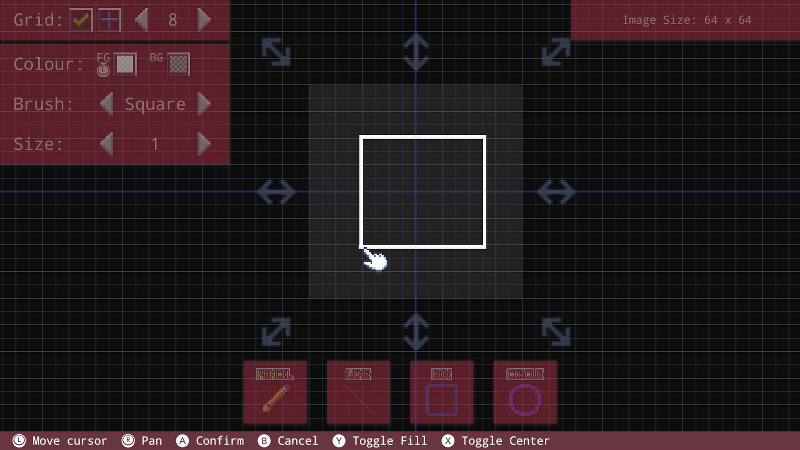 Grid: 8
Image Size: 64 x 64
Colour: FG L BG
Brush: Square
Size: 1
PENCIL LINE BOX CIRCLE
L Move cursor R Pan A Confirm B Cancel Y Toggle Fill X Toggle Center